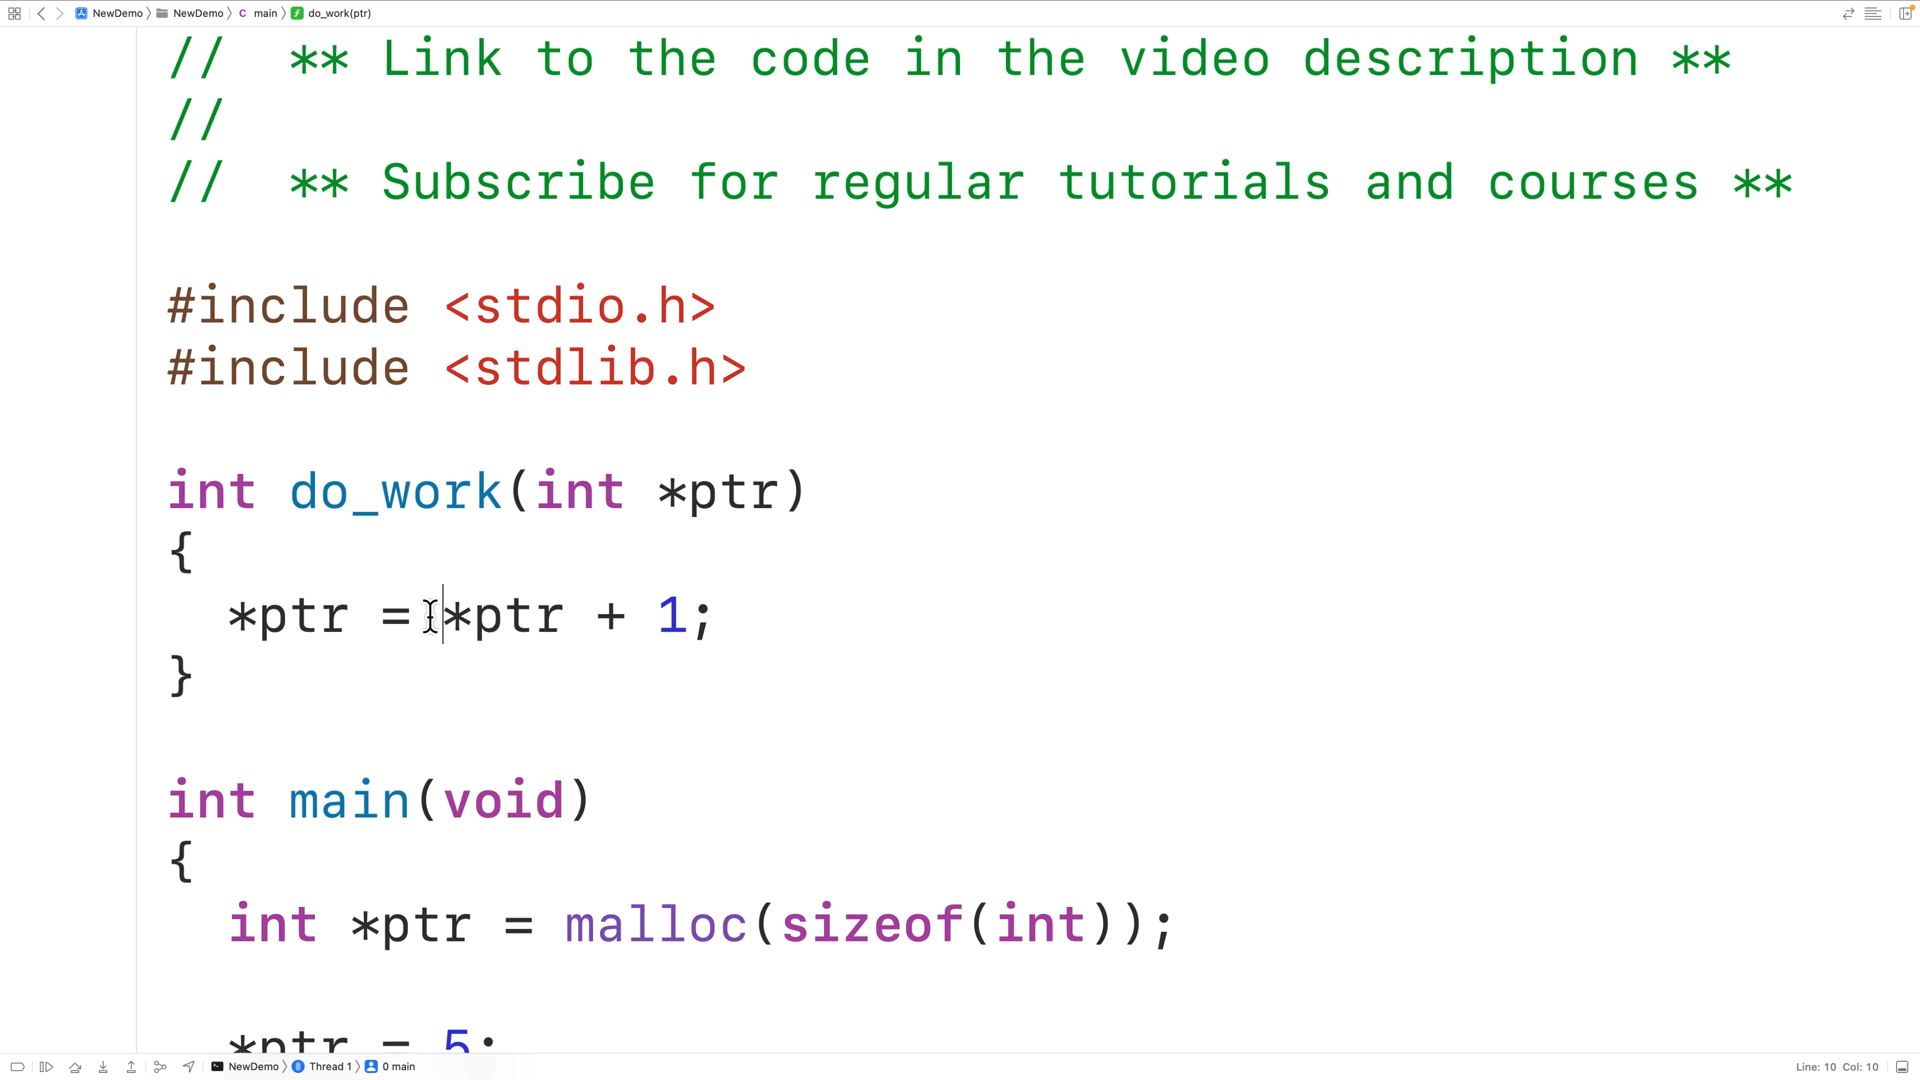 NewDemo NewDemo C main f do_work(ptr)
// ** Link to the code in the video description **
//
// ** Subscribe for regular tutorials and courses **
#include <stdio.h>
#include <stdlib.h>
int do_work(int *ptr)
{
*ptr = *ptr + 1;
}
int main(void)
{
int *ptr = malloc(sizeof(int));
*ptr = 5;
NewDemo Thread 1 0 main Line: 10 Col: 10